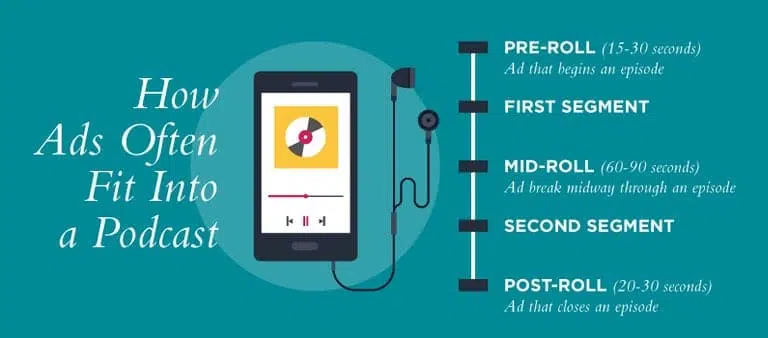 How
Ads Often
Fit Into
a Podcast
PRE-ROLL (15-30 seconds)
Ad that begins an episode
FIRST SEGMENT
MID-ROLL (60-90 seconds)
Ad break midway through an episode
SECOND SEGMENT
POST-ROLL (20-30 seconds)
Ad that closes an episode